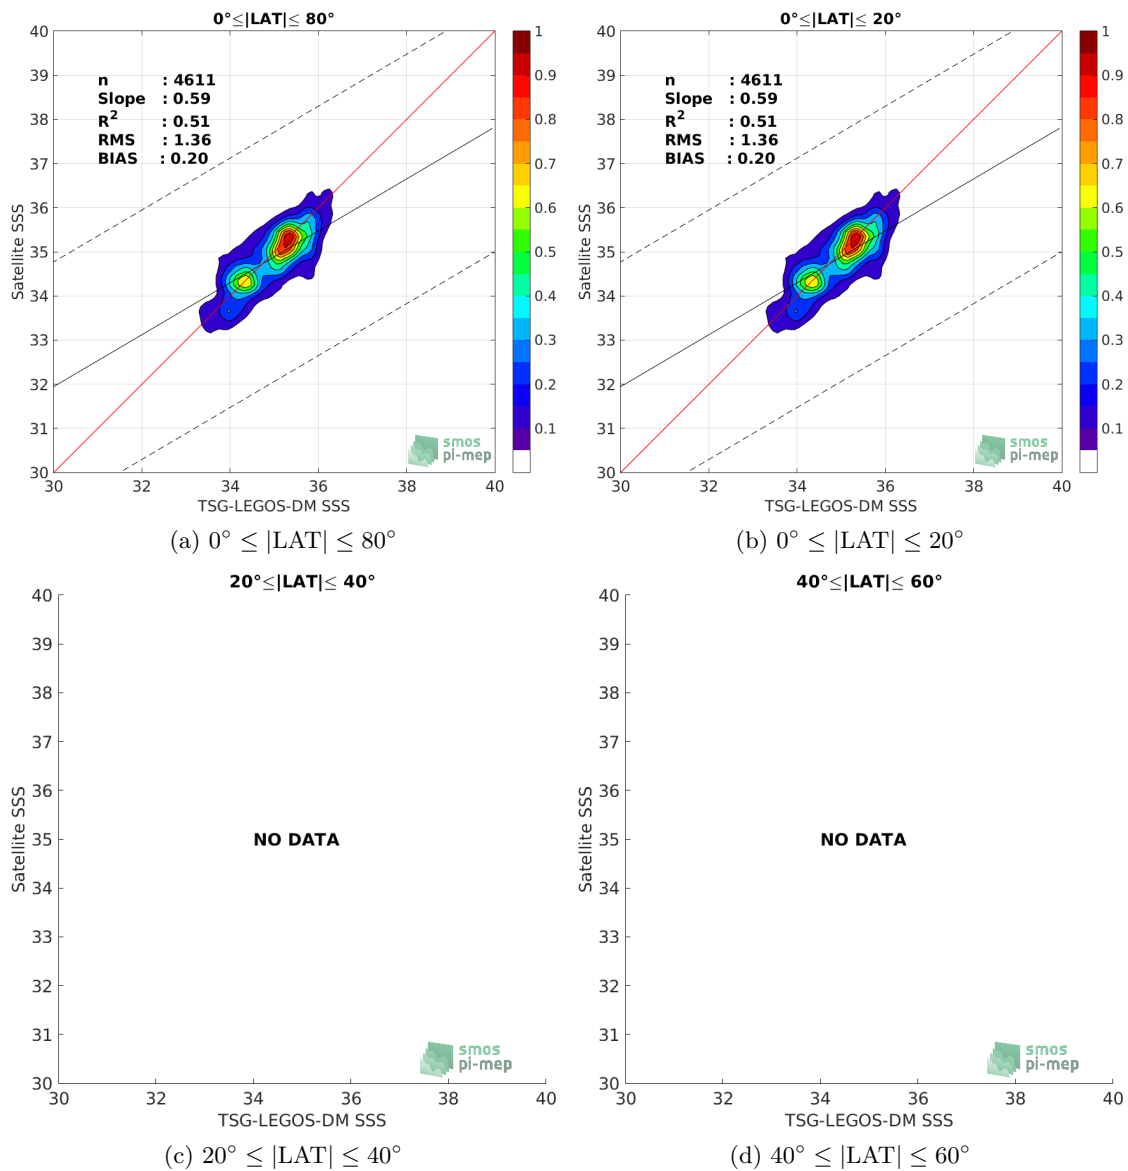 0°≤|LAT|≤ 80°
40
39
38
37
36
35
34
33
32
31
30
Satellite SSS
n : 4611
Slope : 0.59
R2 : 0.51
RMS : 1.36
BIAS : 0.20
1
0.9
0.8
0.7
0.6
0.5
0.4
0.3
0.2
0.1
smos
pi-mep
30 32 34 36 38 40
TSG-LEGOS-DM SSS
(a) 0° ≤ |LAT| ≤ 80°
0°≤|LAT|≤ 20°
40
39
38
37
36
35
34
33
32
31
30
Satellite SSS
n : 4611
Slope : 0.59
R2 : 0.51
RMS : 1.36
BIAS : 0.20
1
0.9
0.8
0.7
0.6
0.5
0.4
0.3
0.2
0.1
smos
pi-mep
30 32 34 36 38 40
TSG-LEGOS-DM SSS
(b) 0° ≤ |LAT| ≤ 20°
20°≤|LAT|≤ 40°
40
39
38
37
36
35
34
33
32
31
30
Satellite SSS
NO DATA
smos
pi-mep
30 32 34 36 38 40
TSG-LEGOS-DM SSS
(c) 20° ≤ |LAT| ≤ 40°
40°≤|LAT|≤ 60°
40
39
38
37
36
35
34
33
32
31
30
Satellite SSS
NO DATA
smos
pi-mep
30 32 34 36 38 40
TSG-LEGOS-DM SSS
(d) 40° ≤ |LAT| ≤ 60°